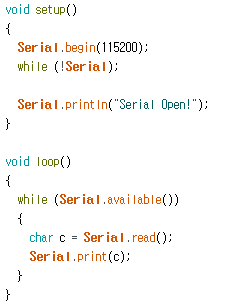 void setup()
{
  Serial.begin(115200);
  while (!Serial);

  Serial.println("Serial Open!");
}

void loop()
{
  while (Serial.available())
  {
    char c = Serial.read();
    Serial.print(c);
  }
}